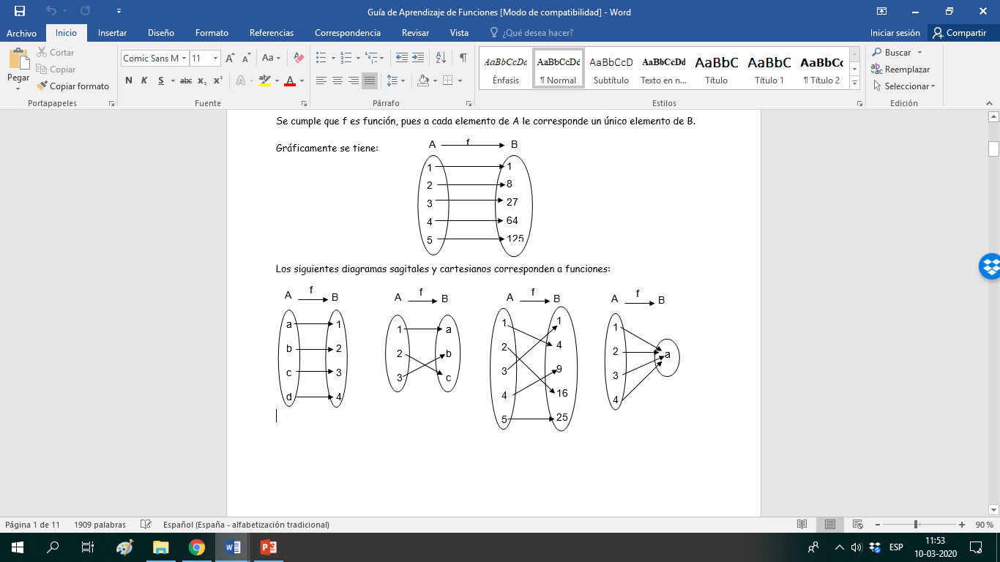 Guía de Aprendizaje de Funciones [Modo de compatibilidad] - Word
Archivo Inicio Insertar Diseño Formato Referencias Correspondencia Revisar Vista ¿Qué desea hacer? Iniciar sesión Compartir
Pegar
Cortar
Copiar
Copiar formato
Portapapeles
Comic Sans M 11
N K S abc x₂ x²
Fuente
Párrafo
AaBbCcDc AaBbCcDd AaBbCcD AaBbCcDd AaBbC AaBbC AaBbCc
Énfasis ¶ Normal Subtítulo Texto en n... Título Título 1 ¶ Título 2
Estilos
Buscar
Reemplazar
Seleccionar
Edición
Se cumple que f es función, pues a cada elemento de A le corresponde un único elemento de B.
Gráficamente se tiene:
A f B
1 1
2 8
3 27
4 64
5 125
Los siguientes diagramas sagitales y cartesianos corresponden a funciones:
A f B
a 1
b 2
c 3
d 4
A f B
1 a
2 b
3 c
A f B
1 1
2 4
3 9
4 16
5 25
A f B
1
2 a
3
4
Página 1 de 11 1909 palabras Español (España - alfabetización tradicional) 90 %
ESP 11:53
10-03-2020